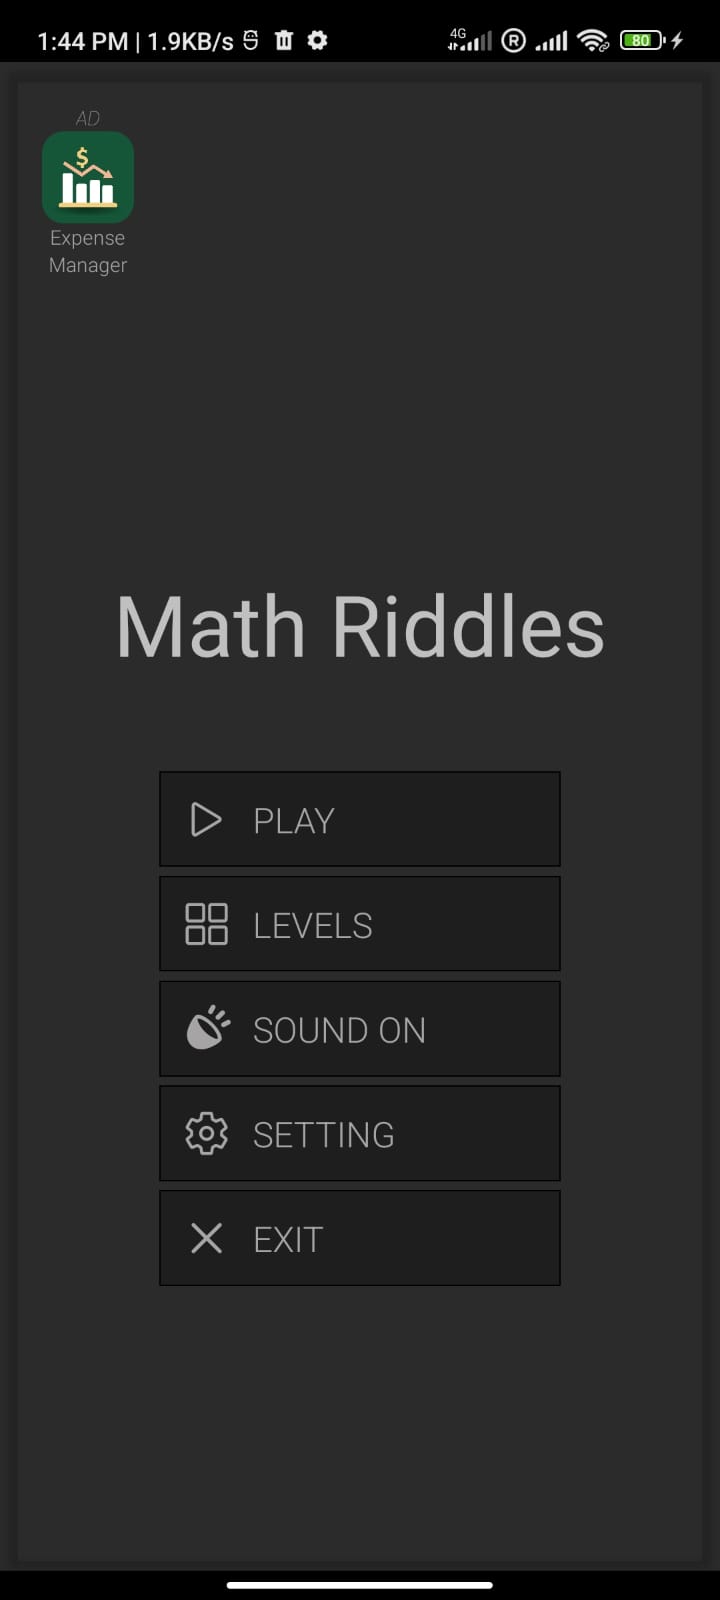 1:44 PM | 1.9KB/s 4G R 80
AD
Expense
Manager
Math Riddles
PLAY
LEVELS
SOUND ON
SETTING
EXIT